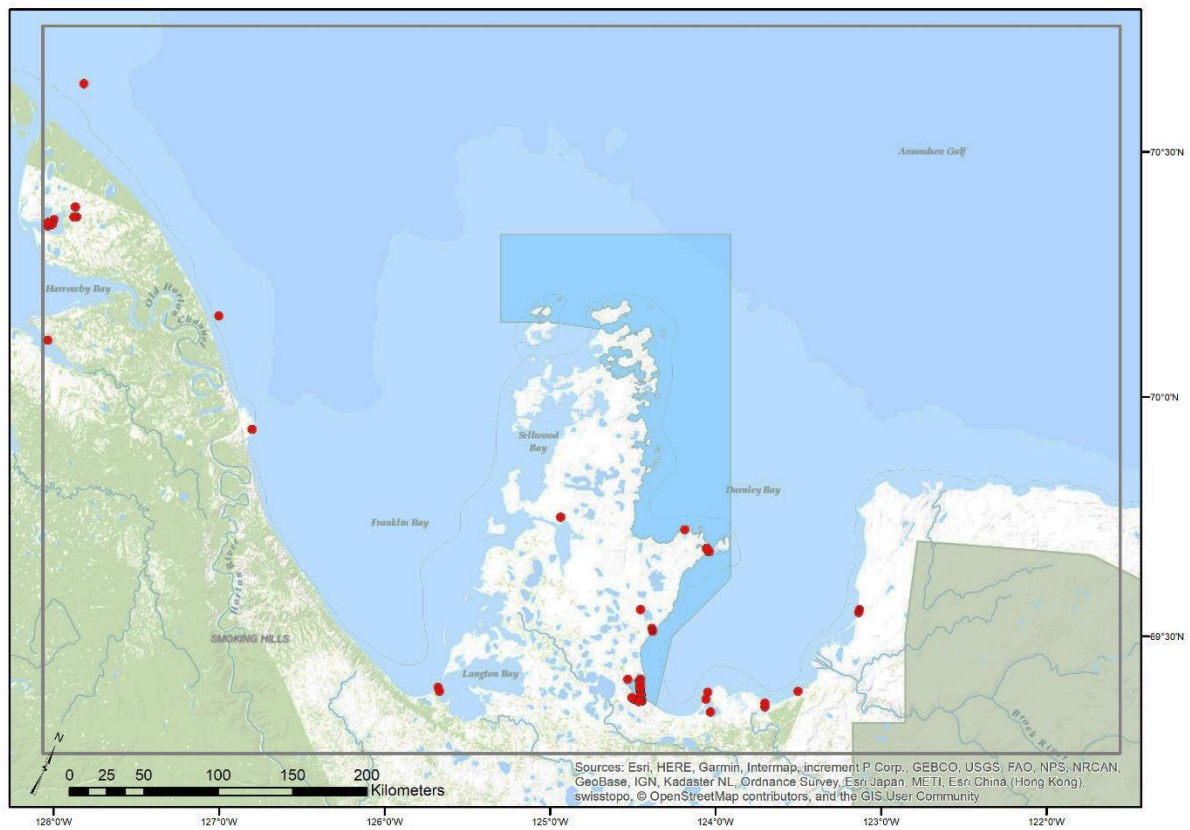 Amundsen Gulf
70°30'N
Harrowby Bay
Old Horton
Channel
70°0'N
Sellwood
Bay
Darnley Bay
Franklin Bay
Horton River
SMOKING HILLS
69°30'N
Langton Bay
Brock River
N
0 25 50 100 150 200
Kilometers
Sources: Esri, HERE, Garmin, Intermap, increment P Corp., GEBCO, USGS, FAO, NPS, NRCAN,
GeoBase, IGN, Kadaster NL, Ordnance Survey, Esri Japan, METI, Esri China (Hong Kong),
swisstopo, © OpenStreetMap contributors, and the GIS User Community
128°0'W 127°0'W 126°0'W 125°0'W 124°0'W 123°0'W 122°0'W